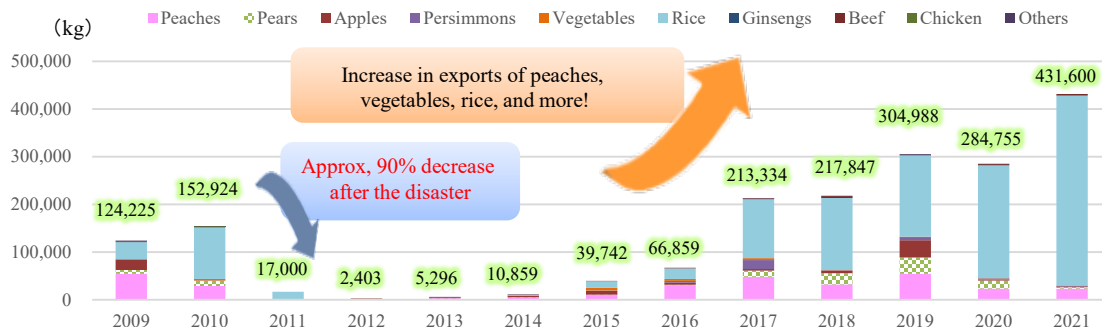 Peaches Pears Apples Persimmons Vegetables Rice Ginsengs Beef Chicken Others
(kg)
500,000
400,000
300,000
200,000
100,000
0
Increase in exports of peaches,
vegetables, rice, and more!
Approx, 90% decrease
after the disaster
124,225
152,924
17,000
2,403
5,296
10,859
39,742
66,859
213,334
217,847
304,988
284,755
431,600
2009 2010 2011 2012 2013 2014 2015 2016 2017 2018 2019 2020 2021